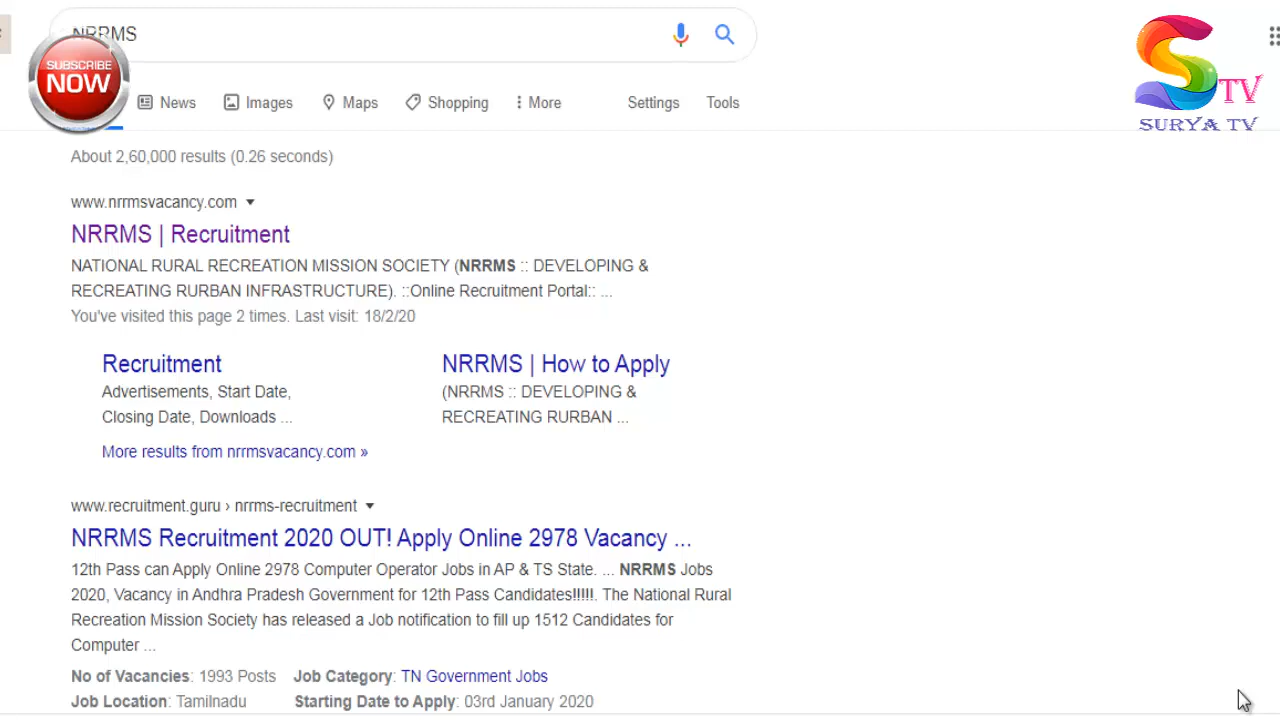 NRRMS
SUBSCRIBE
NOW
News Images Maps Shopping More Settings Tools
TV
SURYA TV
About 2,60,000 results (0.26 seconds)
www.nrrmsvacancy.com
NRRMS | Recruitment
NATIONAL RURAL RECREATION MISSION SOCIETY (NRRMS :: DEVELOPING &
RECREATING RURBAN INFRASTRUCTURE). ::Online Recruitment Portal:: ...
You've visited this page 2 times. Last visit: 18/2/20
Recruitment
Advertisements, Start Date,
Closing Date, Downloads ...
NRRMS | How to Apply
(NRRMS :: DEVELOPING &
RECREATING RURBAN ...
More results from nrrmsvacancy.com »
www.recruitment.guru › nrrms-recruitment
NRRMS Recruitment 2020 OUT! Apply Online 2978 Vacancy ...
12th Pass can Apply Online 2978 Computer Operator Jobs in AP & TS State. ... NRRMS Jobs
2020, Vacancy in Andhra Pradesh Government for 12th Pass Candidates!!!!!. The National Rural
Recreation Mission Society has released a Job notification to fill up 1512 Candidates for
Computer ...
No of Vacancies: 1993 Posts Job Category: TN Government Jobs
Job Location: Tamilnadu Starting Date to Apply: 03rd January 2020